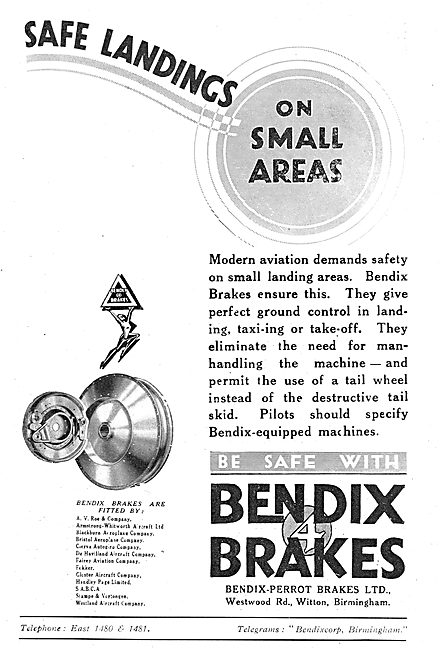 SAFE LANDINGS
ON
SMALL
AREAS
Modern aviation demands safety
on small landing areas. Bendix
Brakes ensure this. They give
perfect ground control in land-
ing, taxi-ing or take-off. They
eliminate the need for man-
handling the machine — and
permit the use of a tail wheel
instead of the destructive tail
skid. Pilots should specify
Bendix-equipped machines.
BENDIX
BRAKES
BENDIX BRAKES ARE
FITTED BY:
A. V. Roe & Company,
Armstrong-Whitworth Aircraft Ltd
Blackburn Aeroplane Company,
Bristol Aeroplane Company,
Cierva Autogiro Company,
De Havilland Aircraft Company,
Fairey Aviation Company,
Fokker,
Gloster Aircraft Company,
Handley Page Limited,
S.A.B.C.A.
Stampe & Vertongen,
Westland Aircraft Company,
BE SAFE WITH
BENDIX
BRAKES
BENDIX-PERROT BRAKES LTD.,
Westwood Rd., Witton, Birmingham.
Telephone: East 1480 & 1481.
Telegrams: "Bendixcorp, Birmingham."